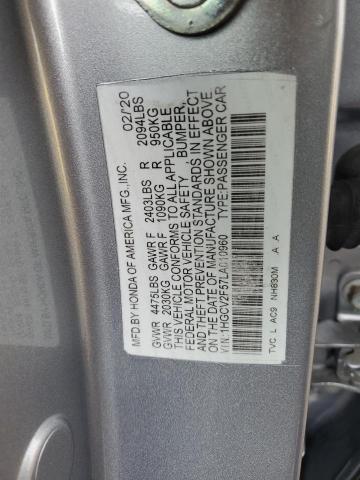 MFD. BY HONDA OF AMERICA MFG., INC. 02/20
GVWR 4475LBS GAWR F 2403LBS R 2094LBS
GVWR 2030KG GAWR F 1090KG R 950KG
THIS VEHICLE CONFORMS TO ALL APPLICABLE
FEDERAL MOTOR VEHICLE SAFETY BUMPER,
AND THEFT PREVENTION STANDARDS IN EFFECT
ON THE DATE OF MANUFACTURE SHOWN ABOVE.
V.I.N.:1HGCV2F57LA010960 TYPE:PASSENGER CAR
TVC L AC9 NH830M A A